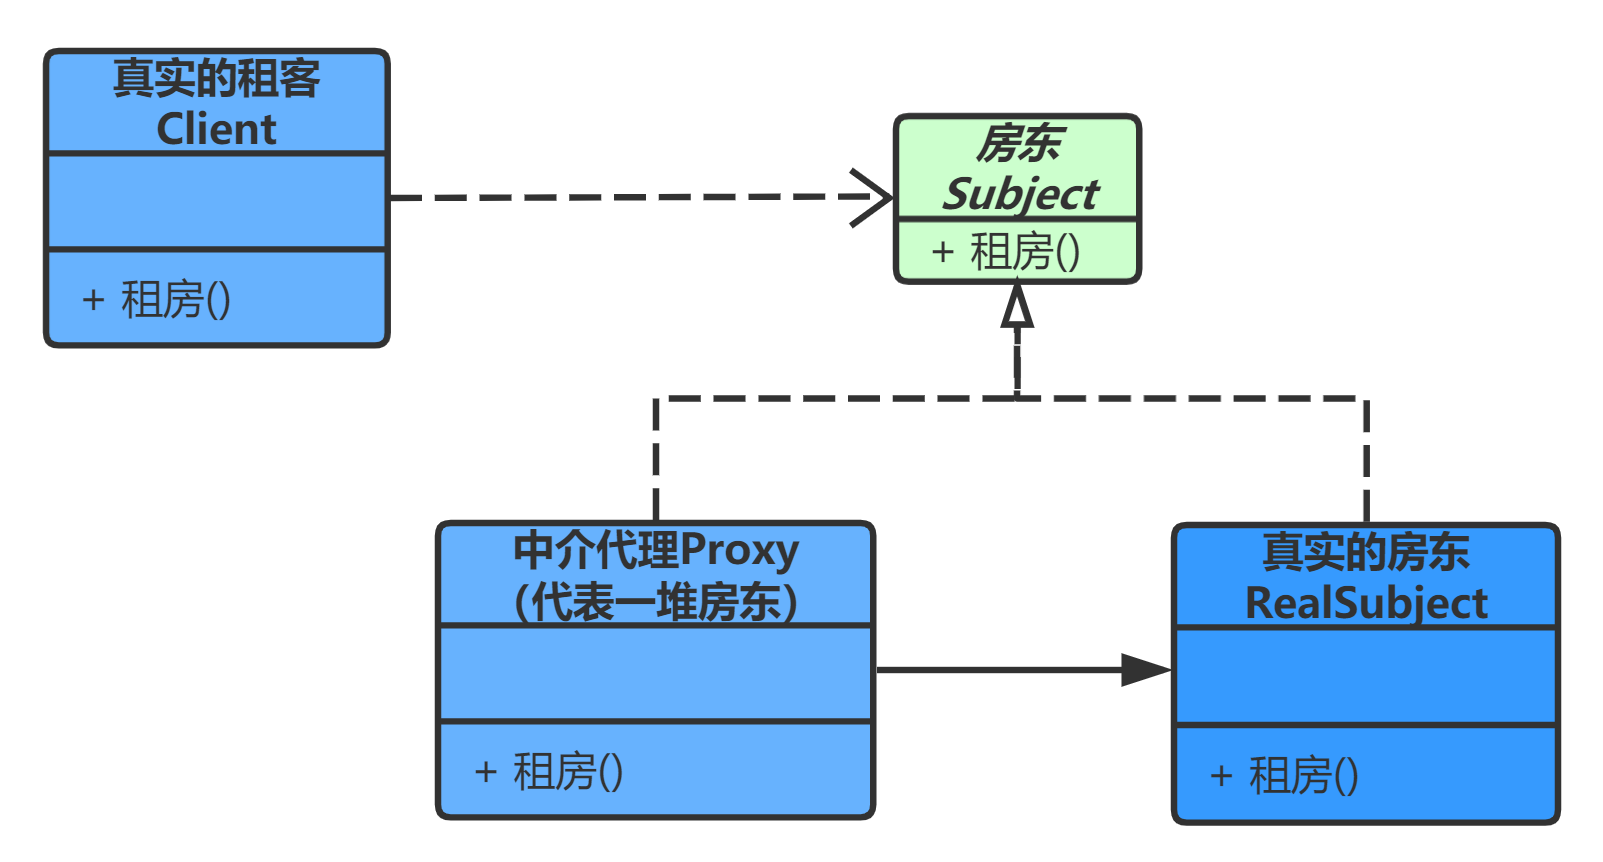 真实的租客
Client
+ 租房()
房东
Subject
+ 租房()
中介代理Proxy
（代表一堆房东）
+ 租房()
真实的房东
RealSubject
+ 租房()